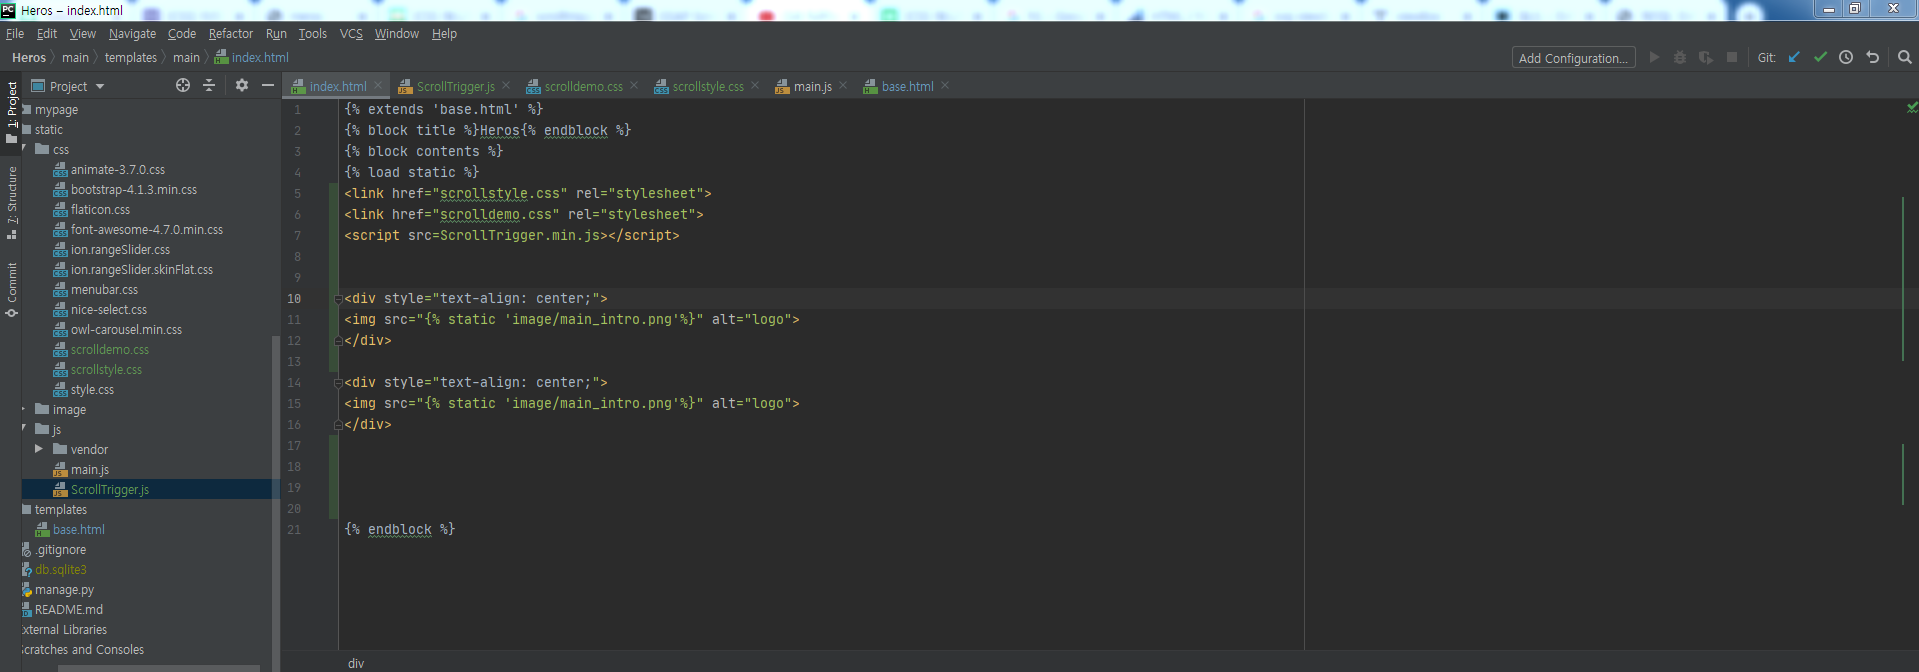 PC Heros – index.html
File Edit View Navigate Code Refactor Run Tools VCS Window Help
Heros main templates main index.html Add Configuration... Git:
Project index.html ScrollTrigger.js scrolldemo.css scrollstyle.css main.js base.html
1: Project
7: Structure
Commit
mypage
static
css
animate-3.7.0.css
bootstrap-4.1.3.min.css
flaticon.css
font-awesome-4.7.0.min.css
ion.rangeSlider.css
ion.rangeSlider.skinFlat.css
menubar.css
nice-select.css
owl-carousel.min.css
scrolldemo.css
scrollstyle.css
style.css
image
js
vendor
main.js
ScrollTrigger.js
templates
base.html
.gitignore
db.sqlite3
manage.py
README.md
xternal Libraries
cratches and Consoles
1 {% extends 'base.html' %}
2 {% block title %}Heros{% endblock %}
3 {% block contents %}
4 {% load static %}
5 <link href="scrollstyle.css" rel="stylesheet">
6 <link href="scrolldemo.css" rel="stylesheet">
7 <script src=ScrollTrigger.min.js></script>
8
9
10 <div style="text-align: center;">
11 <img src="{% static 'image/main_intro.png'%}" alt="logo">
12 </div>
13
14 <div style="text-align: center;">
15 <img src="{% static 'image/main_intro.png'%}" alt="logo">
16 </div>
17
18
19
20
21 {% endblock %}
div